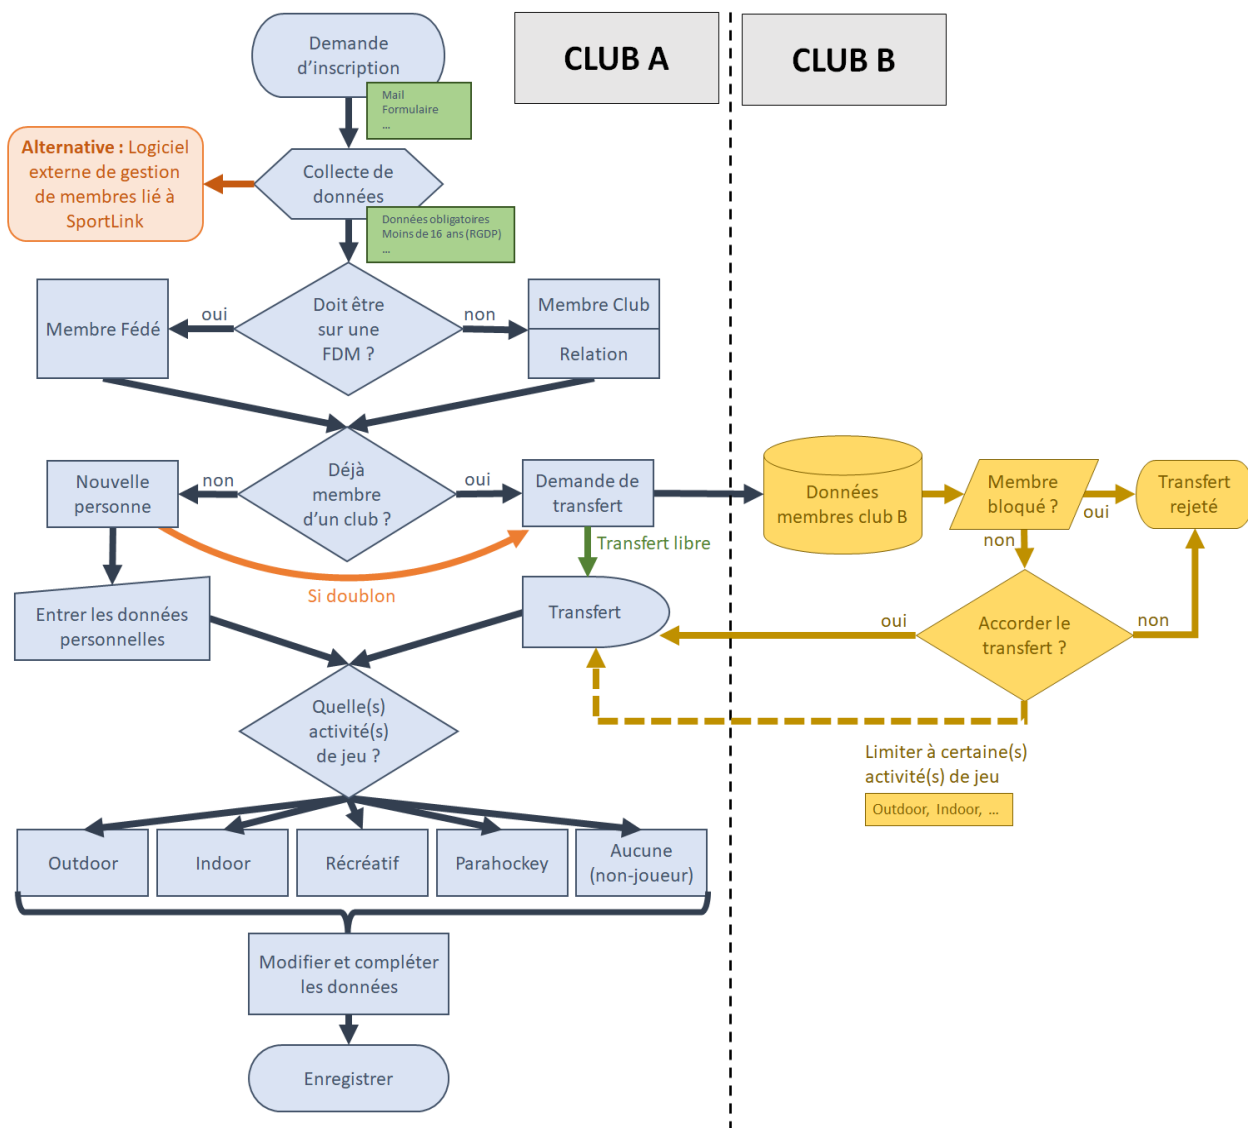 Demande
d’inscription
CLUB A
CLUB B
Mail
Formulaire
...
Alternative : Logiciel
externe de gestion
de membres lié à
SportLink
Collecte de
données
Données obligatoires
Moins de 16 ans (RGDP)
...
Membre Fédé
oui
Doit être
sur une
FDM ?
non
Membre Club
Relation
Nouvelle
personne
non
Déjà
membre
d’un club ?
oui
Demande de
transfert
Données
membres club B
Membre
bloqué ?
oui
Transfert
rejeté
non
Transfert libre
Si doublon
Entrer les données
personnelles
Transfert
oui
Accorder le
transfert ?
non
Quelle(s)
activité(s)
de jeu ?
Limiter à certaine(s)
activité(s) de jeu
Outdoor, Indoor, ...
Outdoor
Indoor
Récréatif
Parahockey
Aucune
(non-joueur)
Modifier et compléter
les données
Enregistrer